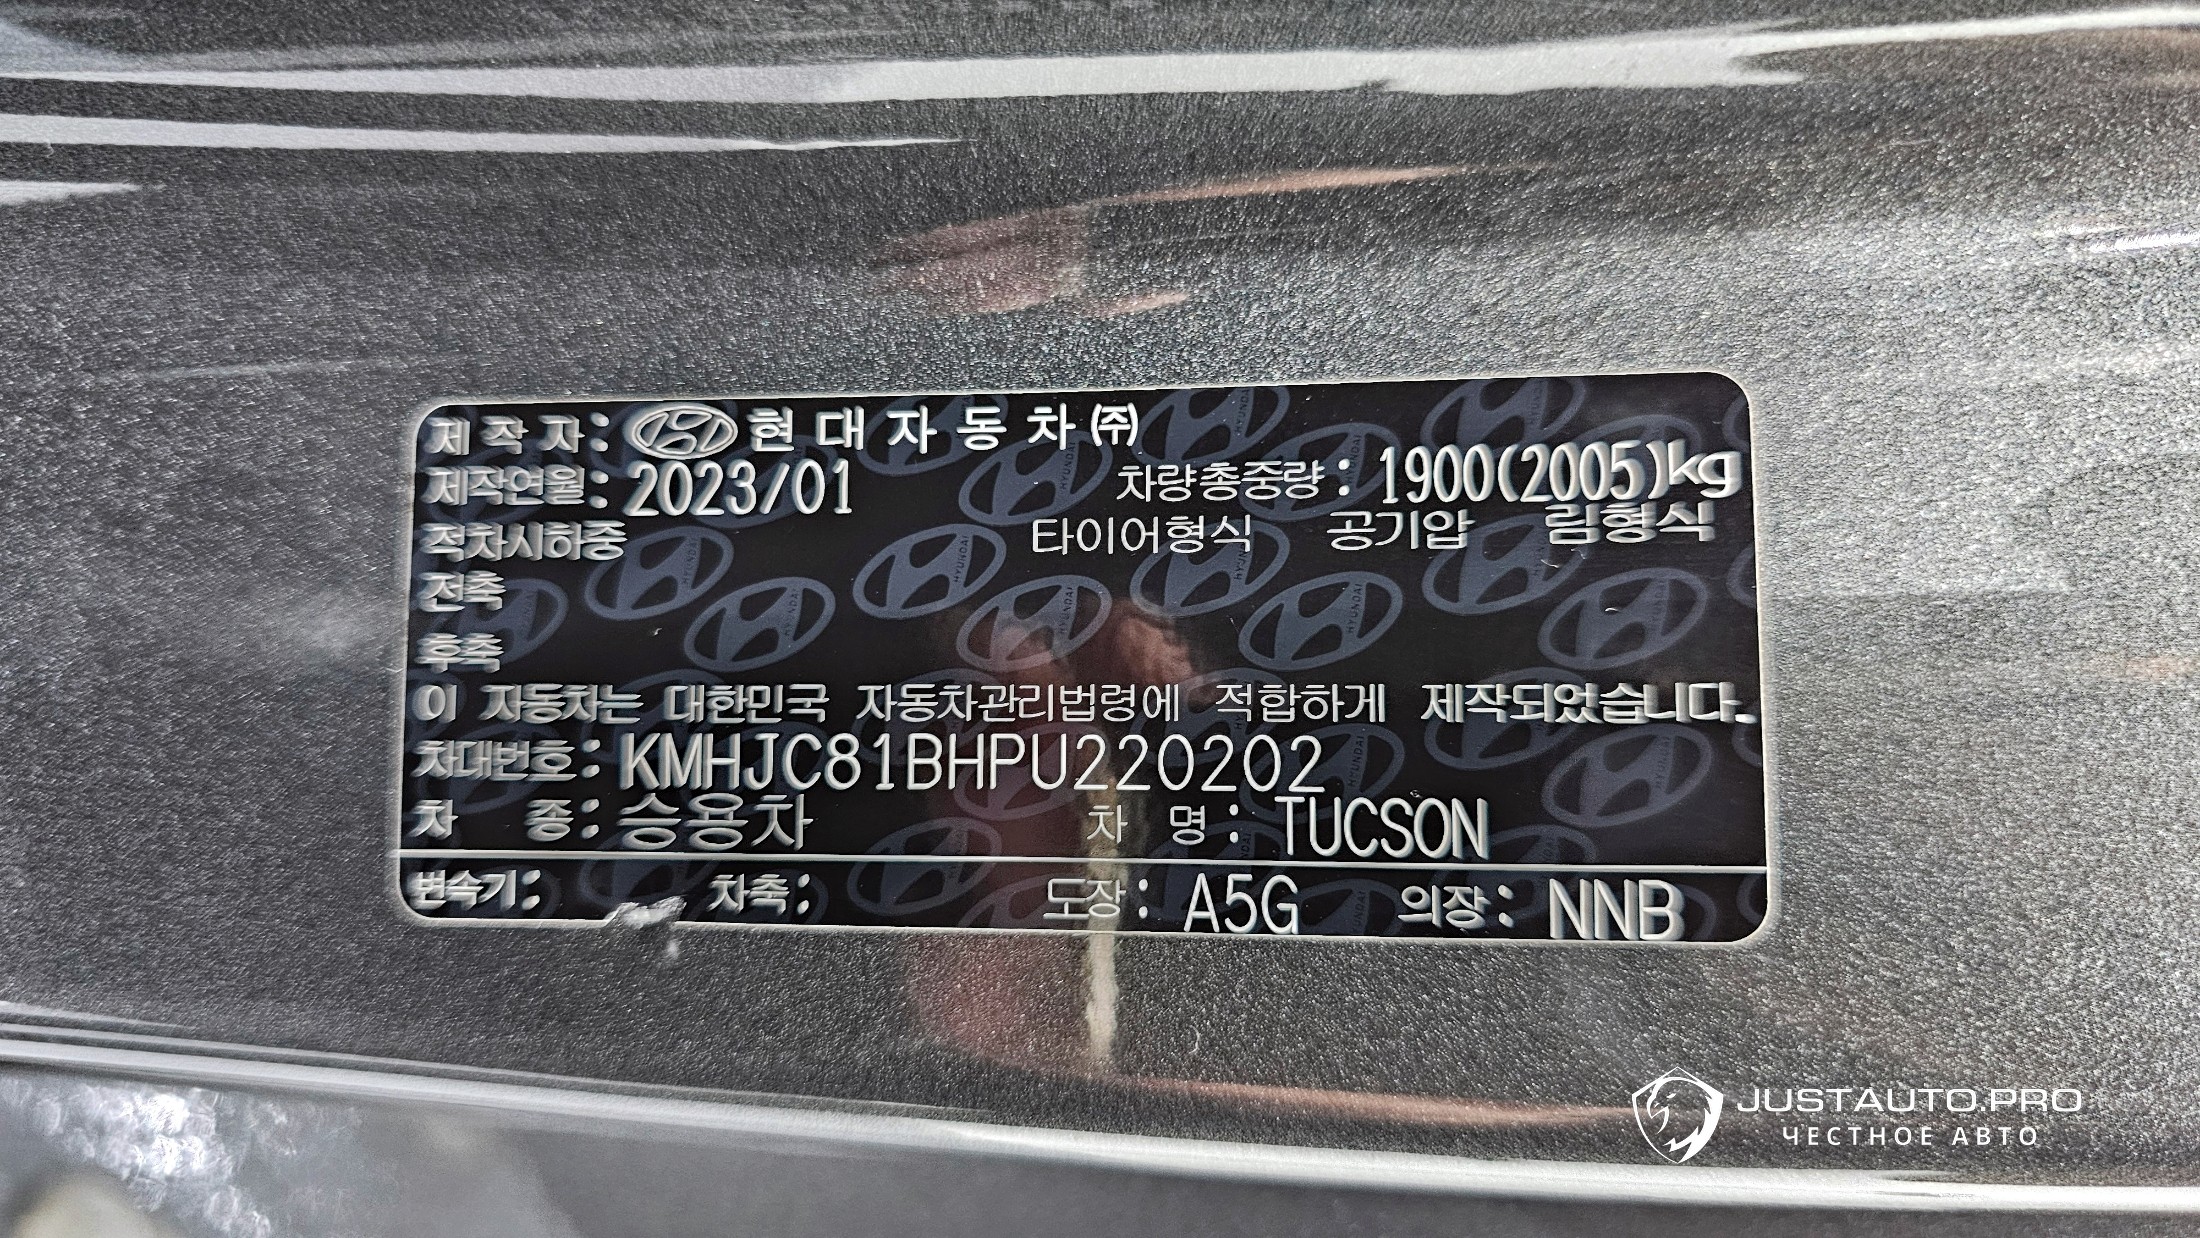 제작자: HYUNDAI 현대자동차㈜
제작연월: 2023/01 차량총중량: 1900(2005)kg
적차시하중 타이어형식 공기압 림형식
전축
후축
이 자동차는 대한민국 자동차관리법령에 적합하게 제작되었습니다.
차대번호: KMHJC81BHPU220202
차 종: 승용차 차 명: TUCSON
변속기: 차축: 도장: A5G 의장: NNB
JUSTAUTO.PRO
ЧЕСТНОЕ АВТО